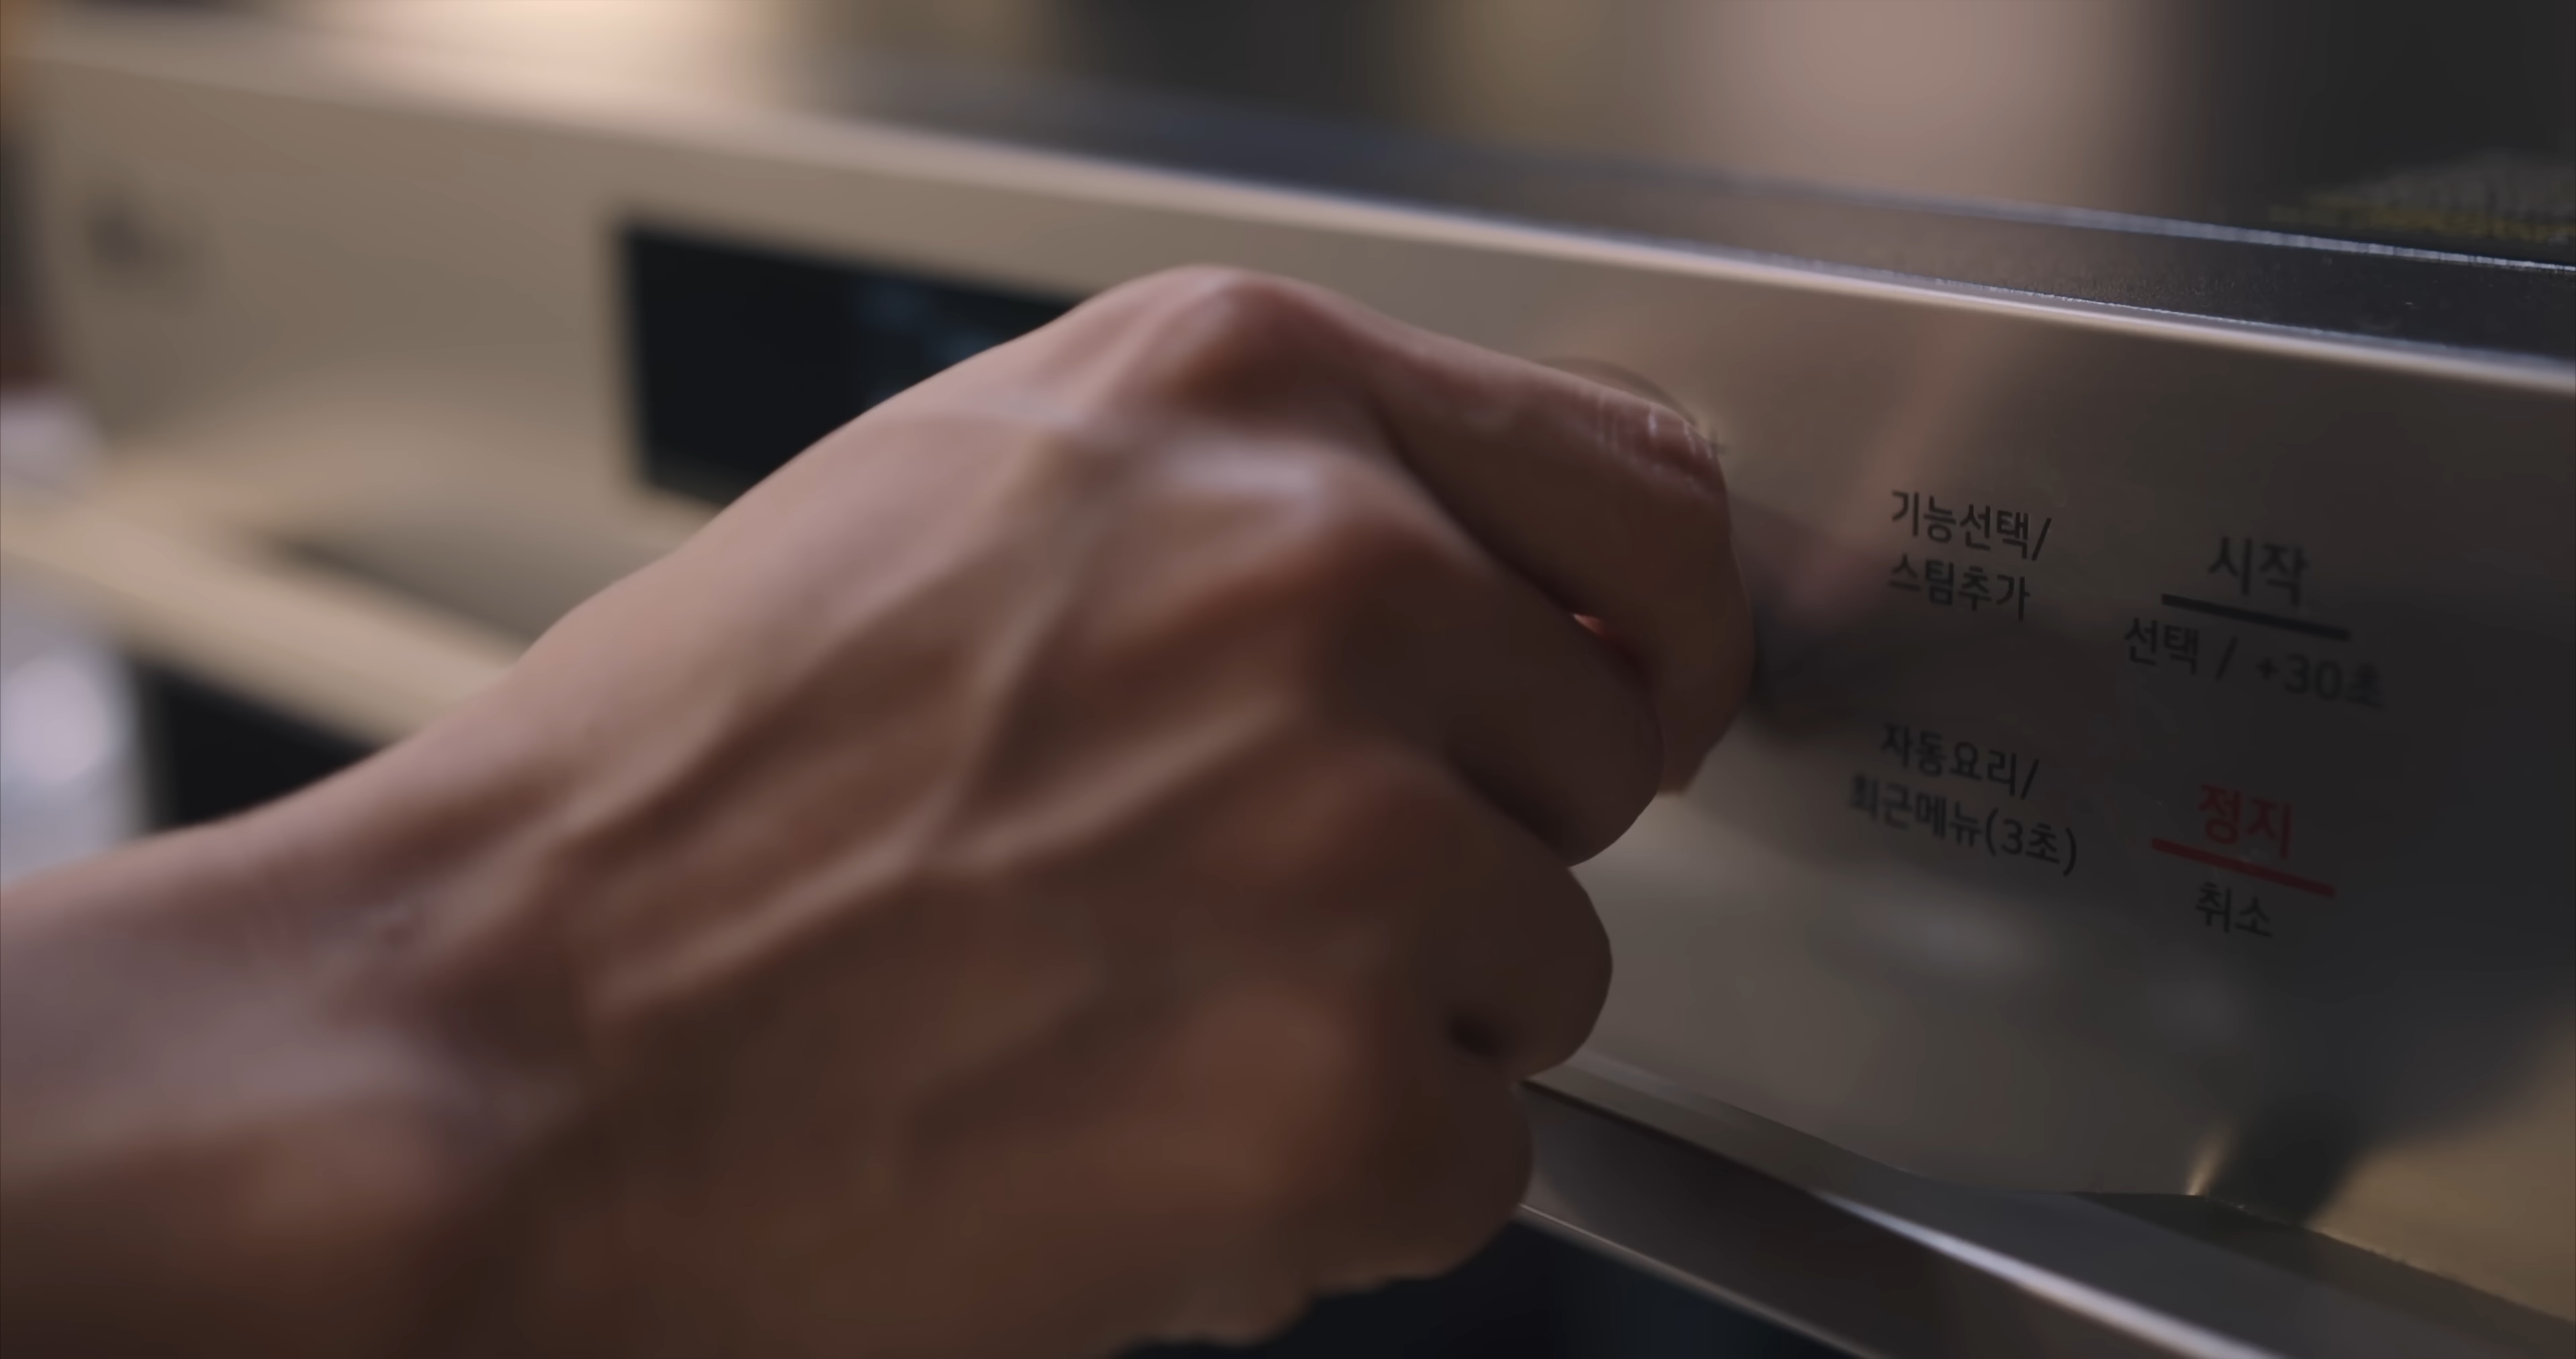 기능선택/
스팀추가
시작
선택 / +30초
자동요리/
최근메뉴(3초)
정지
취소